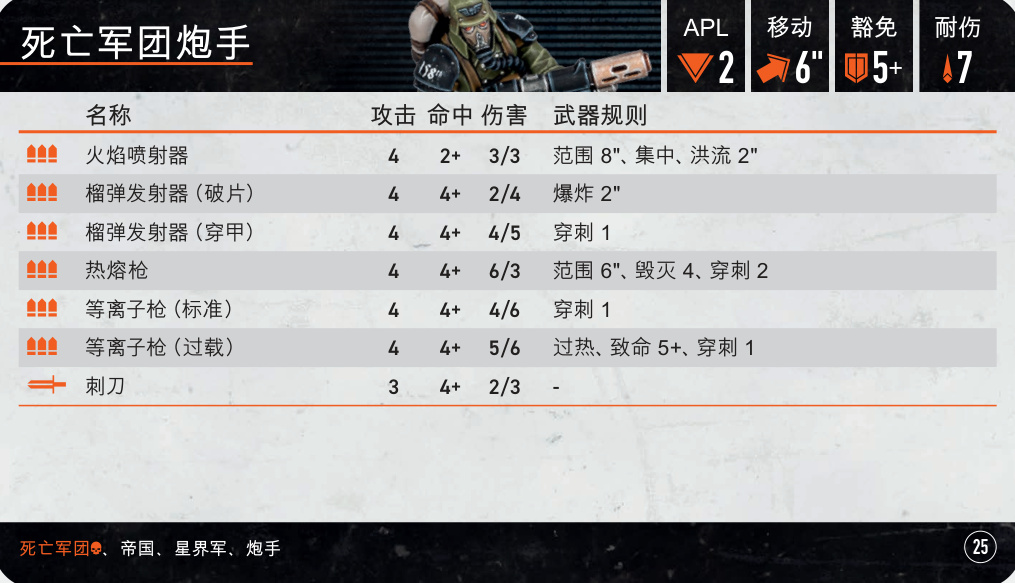 死亡军团炮手
APL 移动 豁免 耐伤
2 6" 5+ 7
158TH
名称 攻击 命中 伤害 武器规则
火焰喷射器 4 2+ 3/3 范围 8"、集中、洪流 2"
榴弹发射器（破片） 4 4+ 2/4 爆炸 2"
榴弹发射器（穿甲） 4 4+ 4/5 穿刺 1
热熔枪 4 4+ 6/3 范围 6"、毁灭 4、穿刺 2
等离子枪（标准） 4 4+ 4/6 穿刺 1
等离子枪（过载） 4 4+ 5/6 过热、致命 5+、穿刺 1
刺刀 3 4+ 2/3 -
死亡军团、帝国、星界军、炮手
25